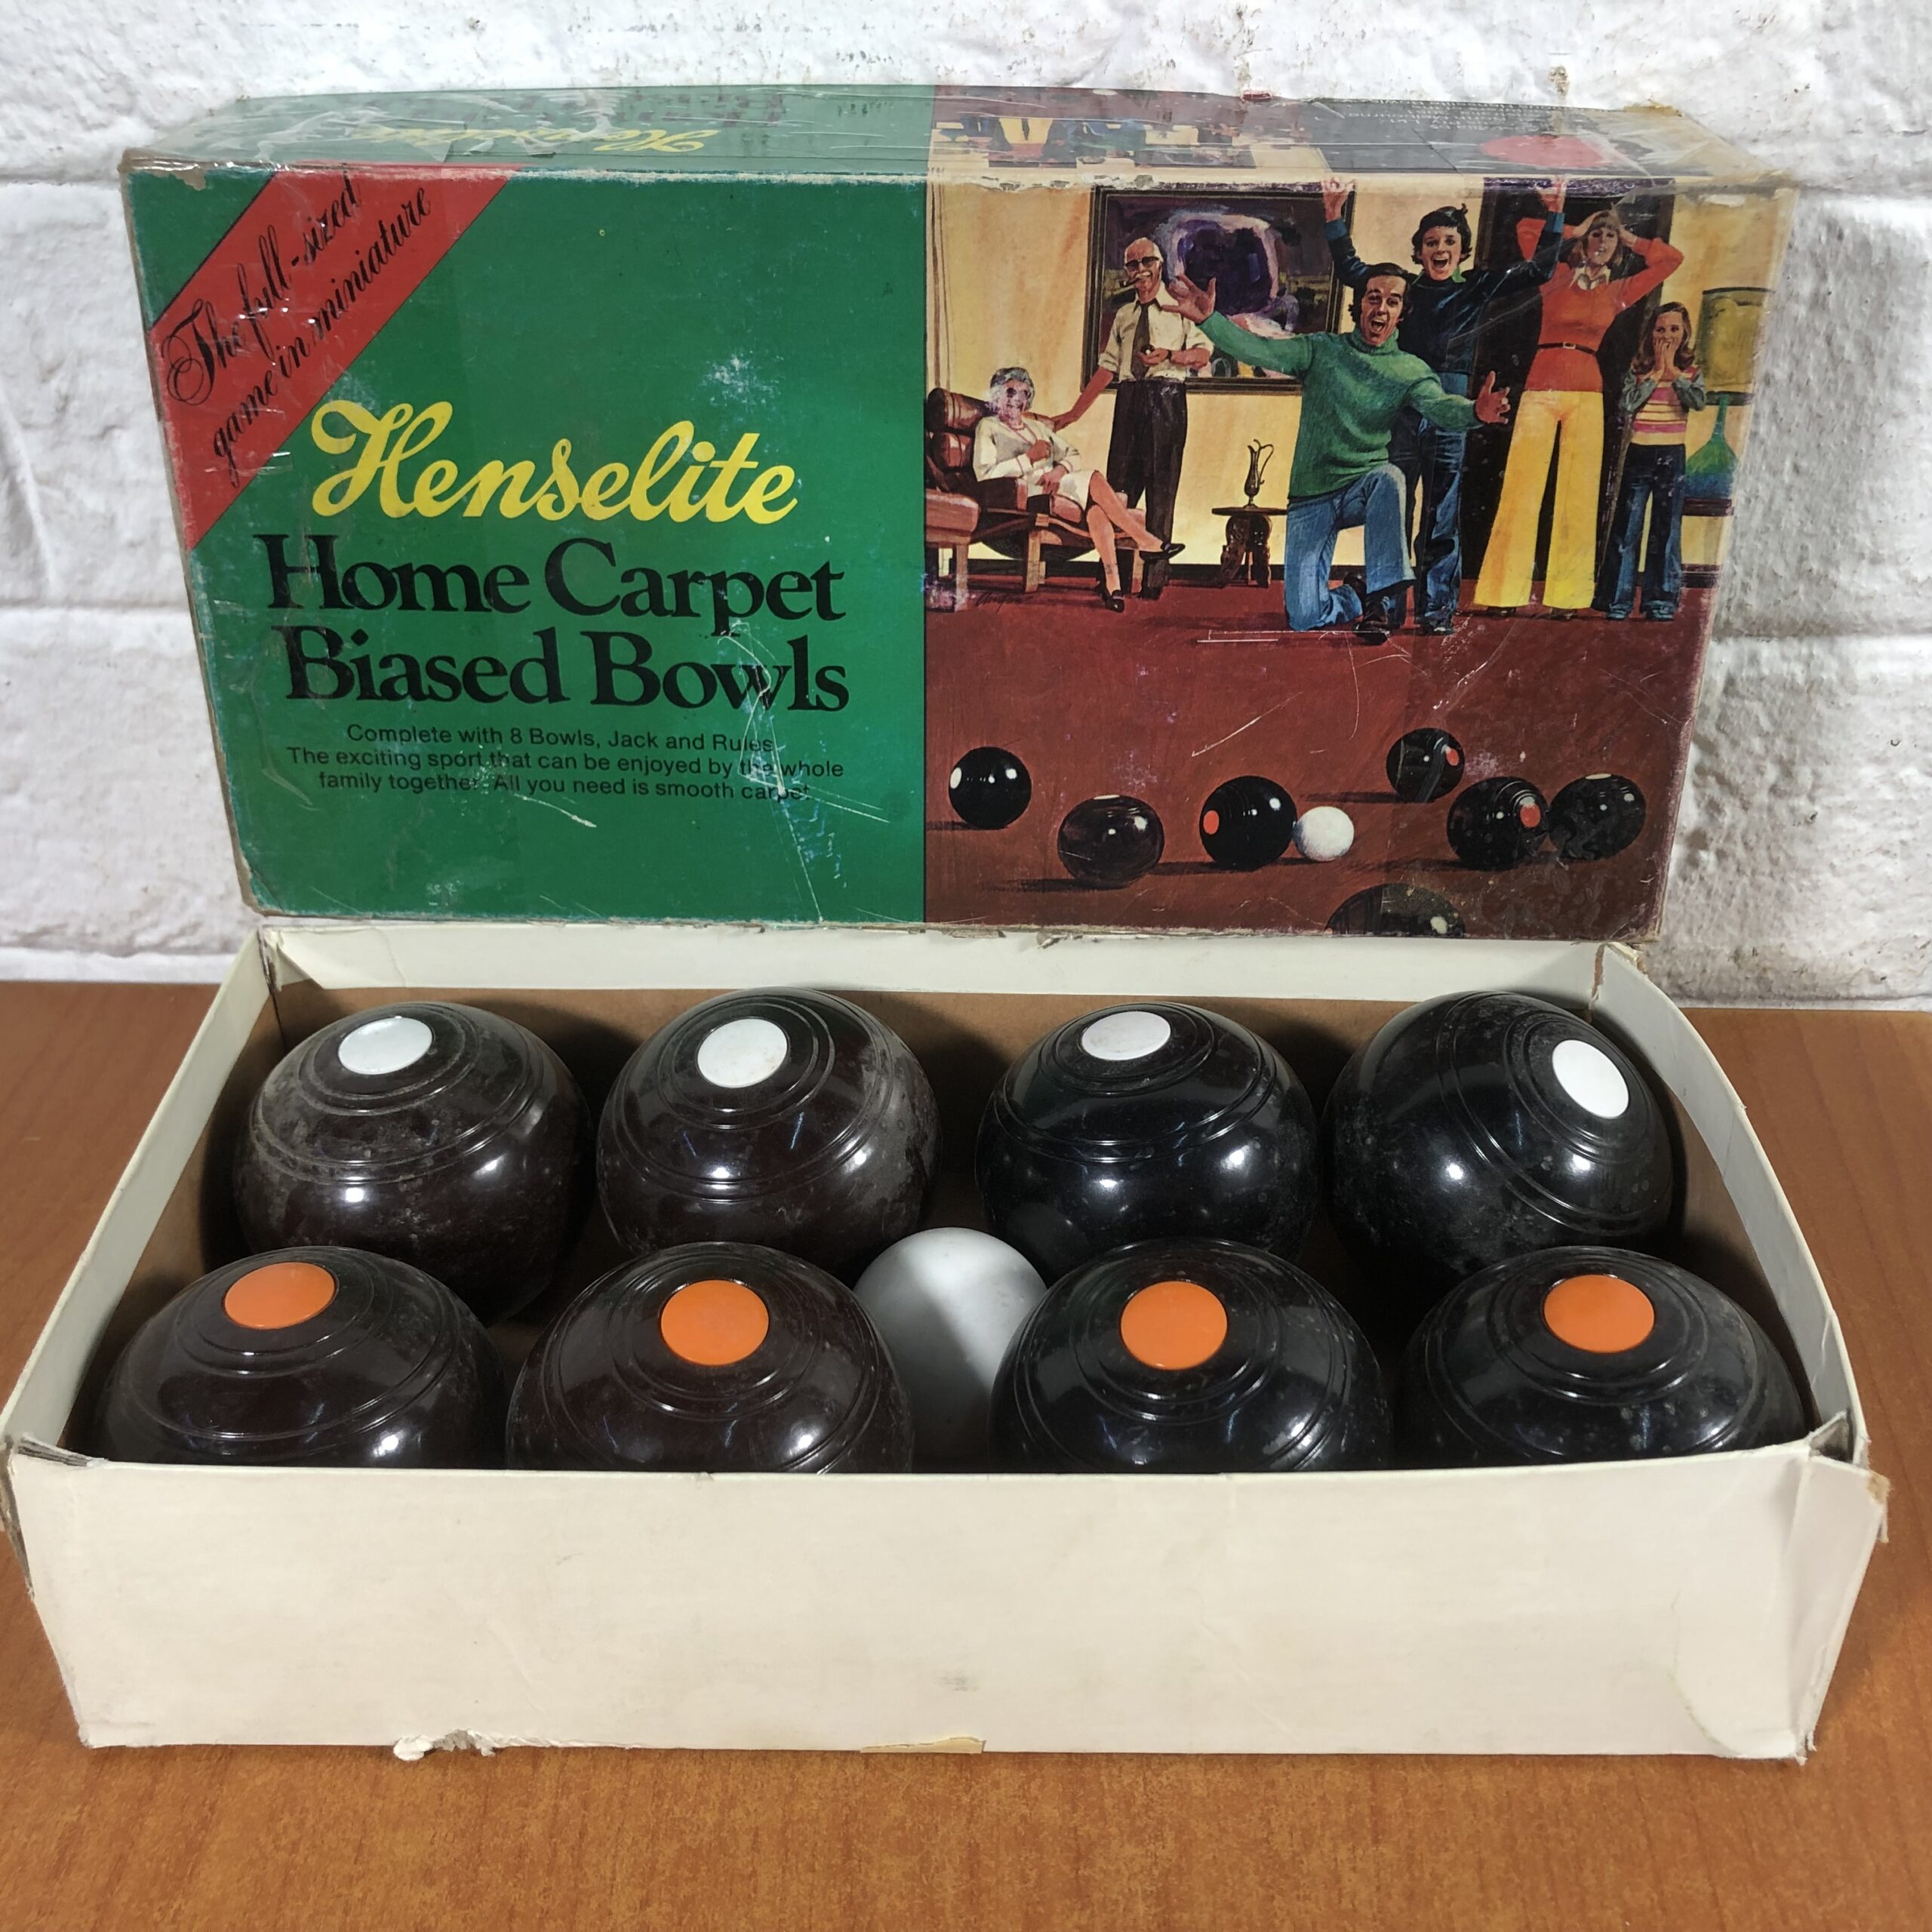 Henselite
The full-sized
game in miniature
Henselite
Home Carpet
Biased Bowls
Complete with 8 Bowls, Jack and Rules
The exciting sport that can be enjoyed by the whole
family together. All you need is smooth carpet.